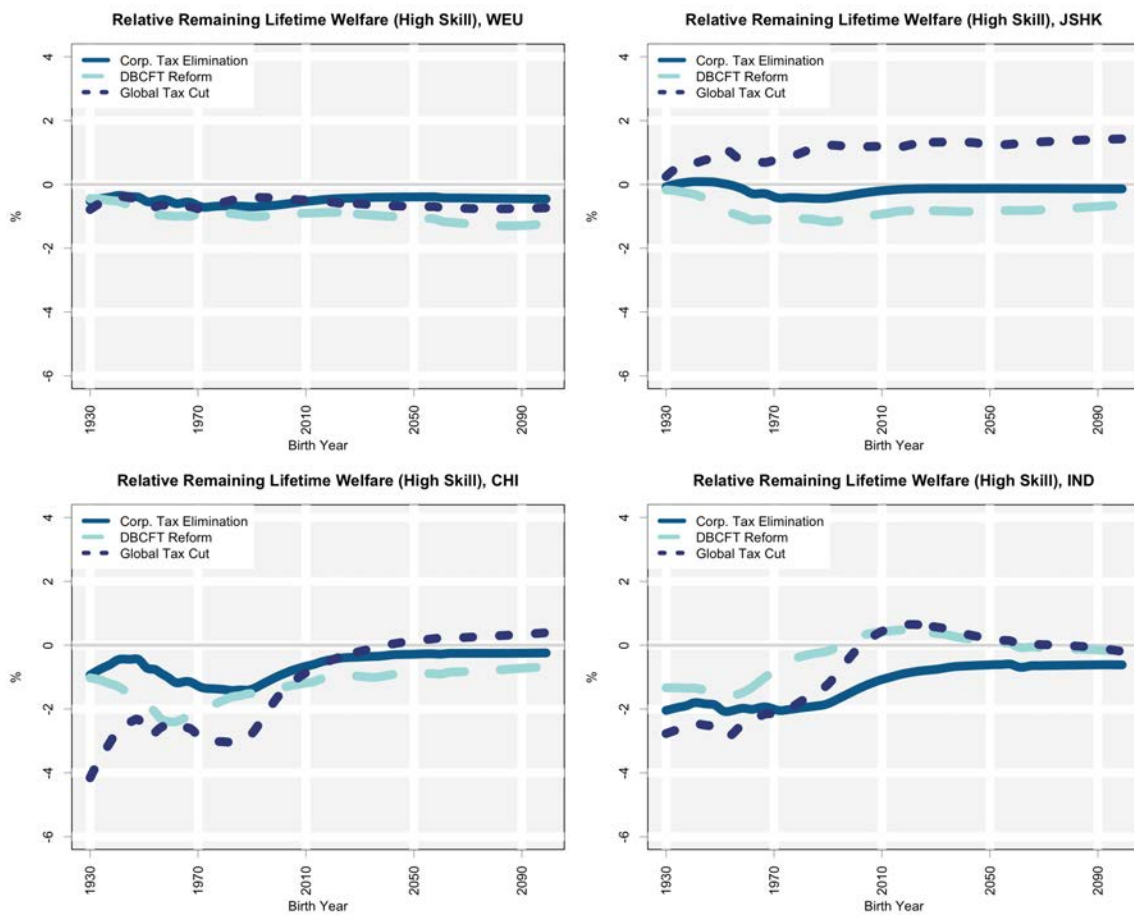 Relative Remaining Lifetime Welfare (High Skill), WEU
4
2
0
-2
-4
-6
%
Corp. Tax Elimination
DBCFT Reform
Global Tax Cut
1930
1970
2010
2050
2090
Birth Year
Relative Remaining Lifetime Welfare (High Skill), JSHK
4
2
0
-2
-4
-6
%
Corp. Tax Elimination
DBCFT Reform
Global Tax Cut
1930
1970
2010
2050
2090
Birth Year
Relative Remaining Lifetime Welfare (High Skill), CHI
4
2
0
-2
-4
-6
%
Corp. Tax Elimination
DBCFT Reform
Global Tax Cut
1930
1970
2010
2050
2090
Birth Year
Relative Remaining Lifetime Welfare (High Skill), IND
4
2
0
-2
-4
-6
%
Corp. Tax Elimination
DBCFT Reform
Global Tax Cut
1930
1970
2010
2050
2090
Birth Year